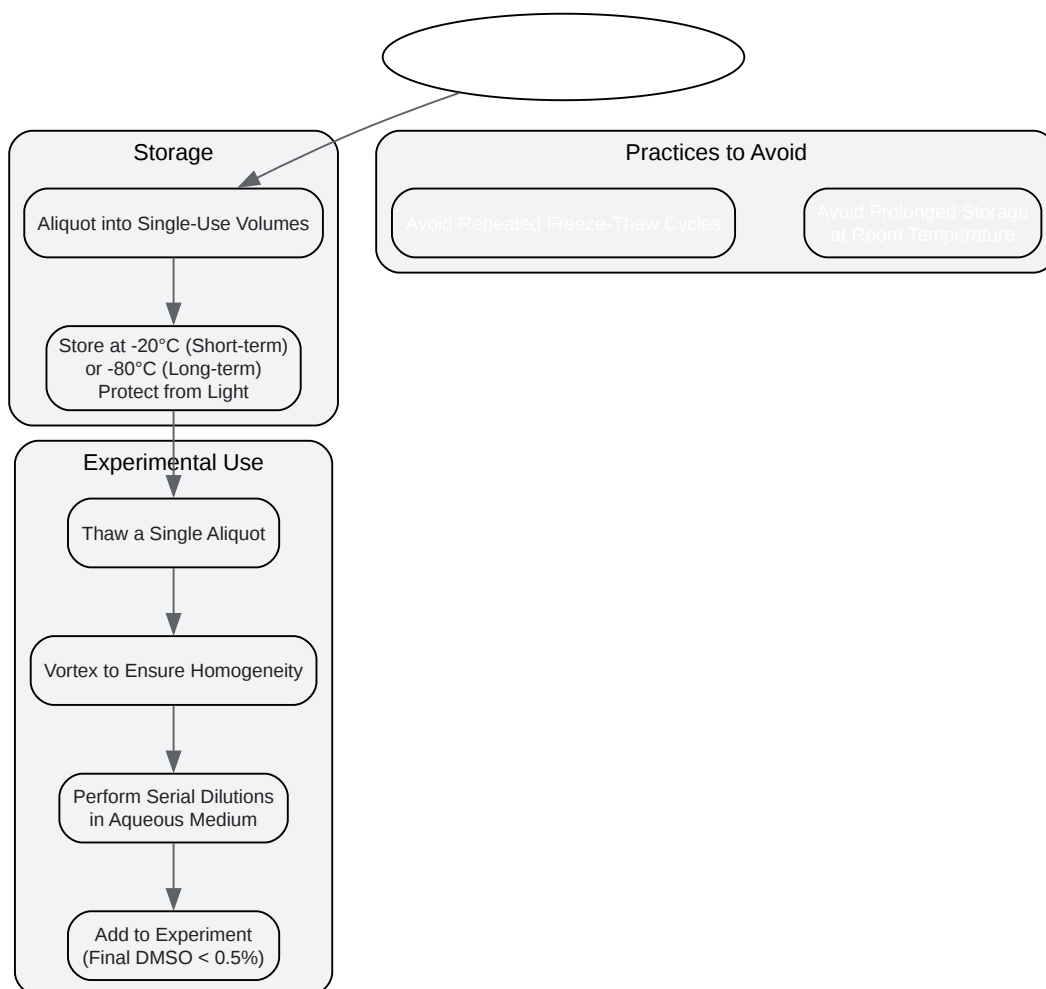 Storage
Aliquot into Single-Use Volumes
Store at -20°C (Short-term)
or -80°C (Long-term)
Protect from Light
Practices to Avoid
Avoid Repeated Freeze-Thaw Cycles
Avoid Prolonged Storage
at Room Temperature
Experimental Use
Thaw a Single Aliquot
Vortex to Ensure Homogeneity
Perform Serial Dilutions
in Aqueous Medium
Add to Experiment
(Final DMSO < 0.5%)